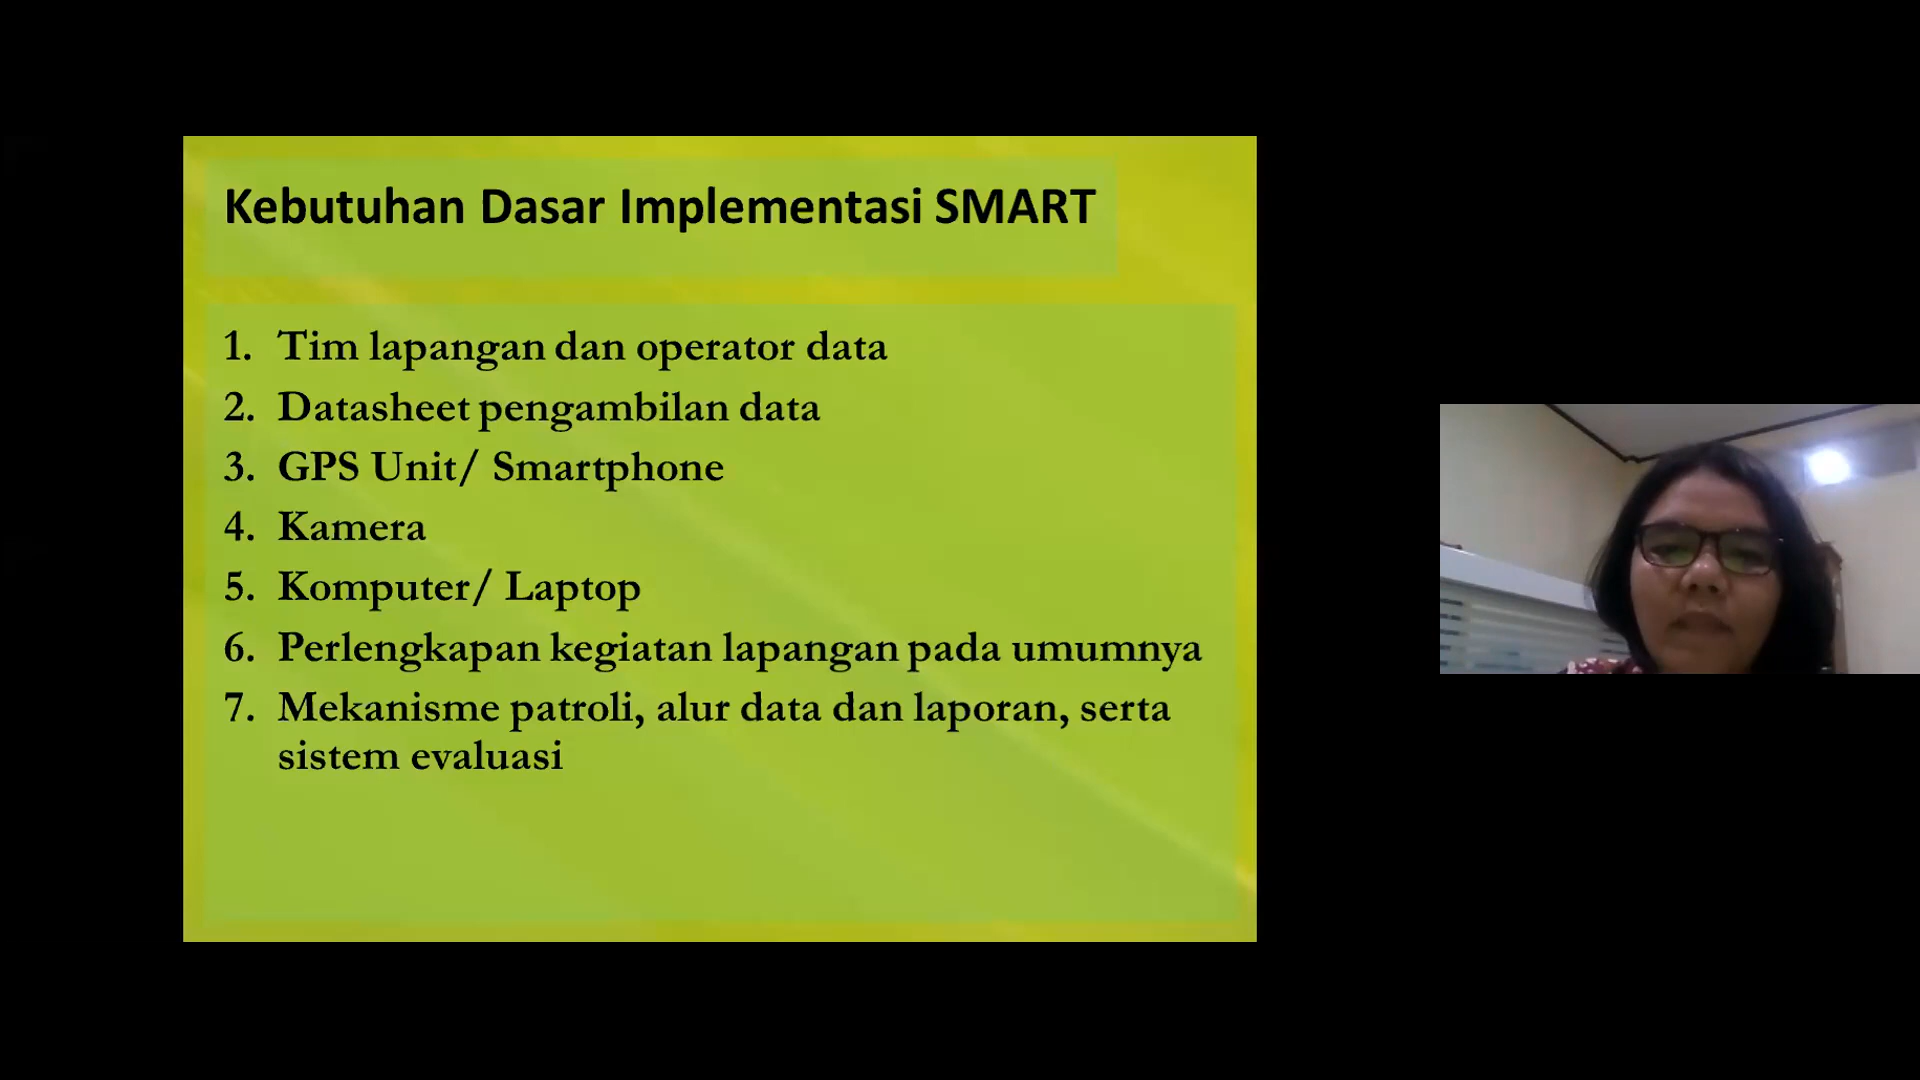 Kebutuhan Dasar Implementasi SMART
1. Tim lapangan dan operator data
2. Datasheet pengambilan data
3. GPS Unit/ Smartphone
4. Kamera
5. Komputer/ Laptop
6. Perlengkapan kegiatan lapangan pada umumnya
7. Mekanisme patroli, alur data dan laporan, serta
sistem evaluasi